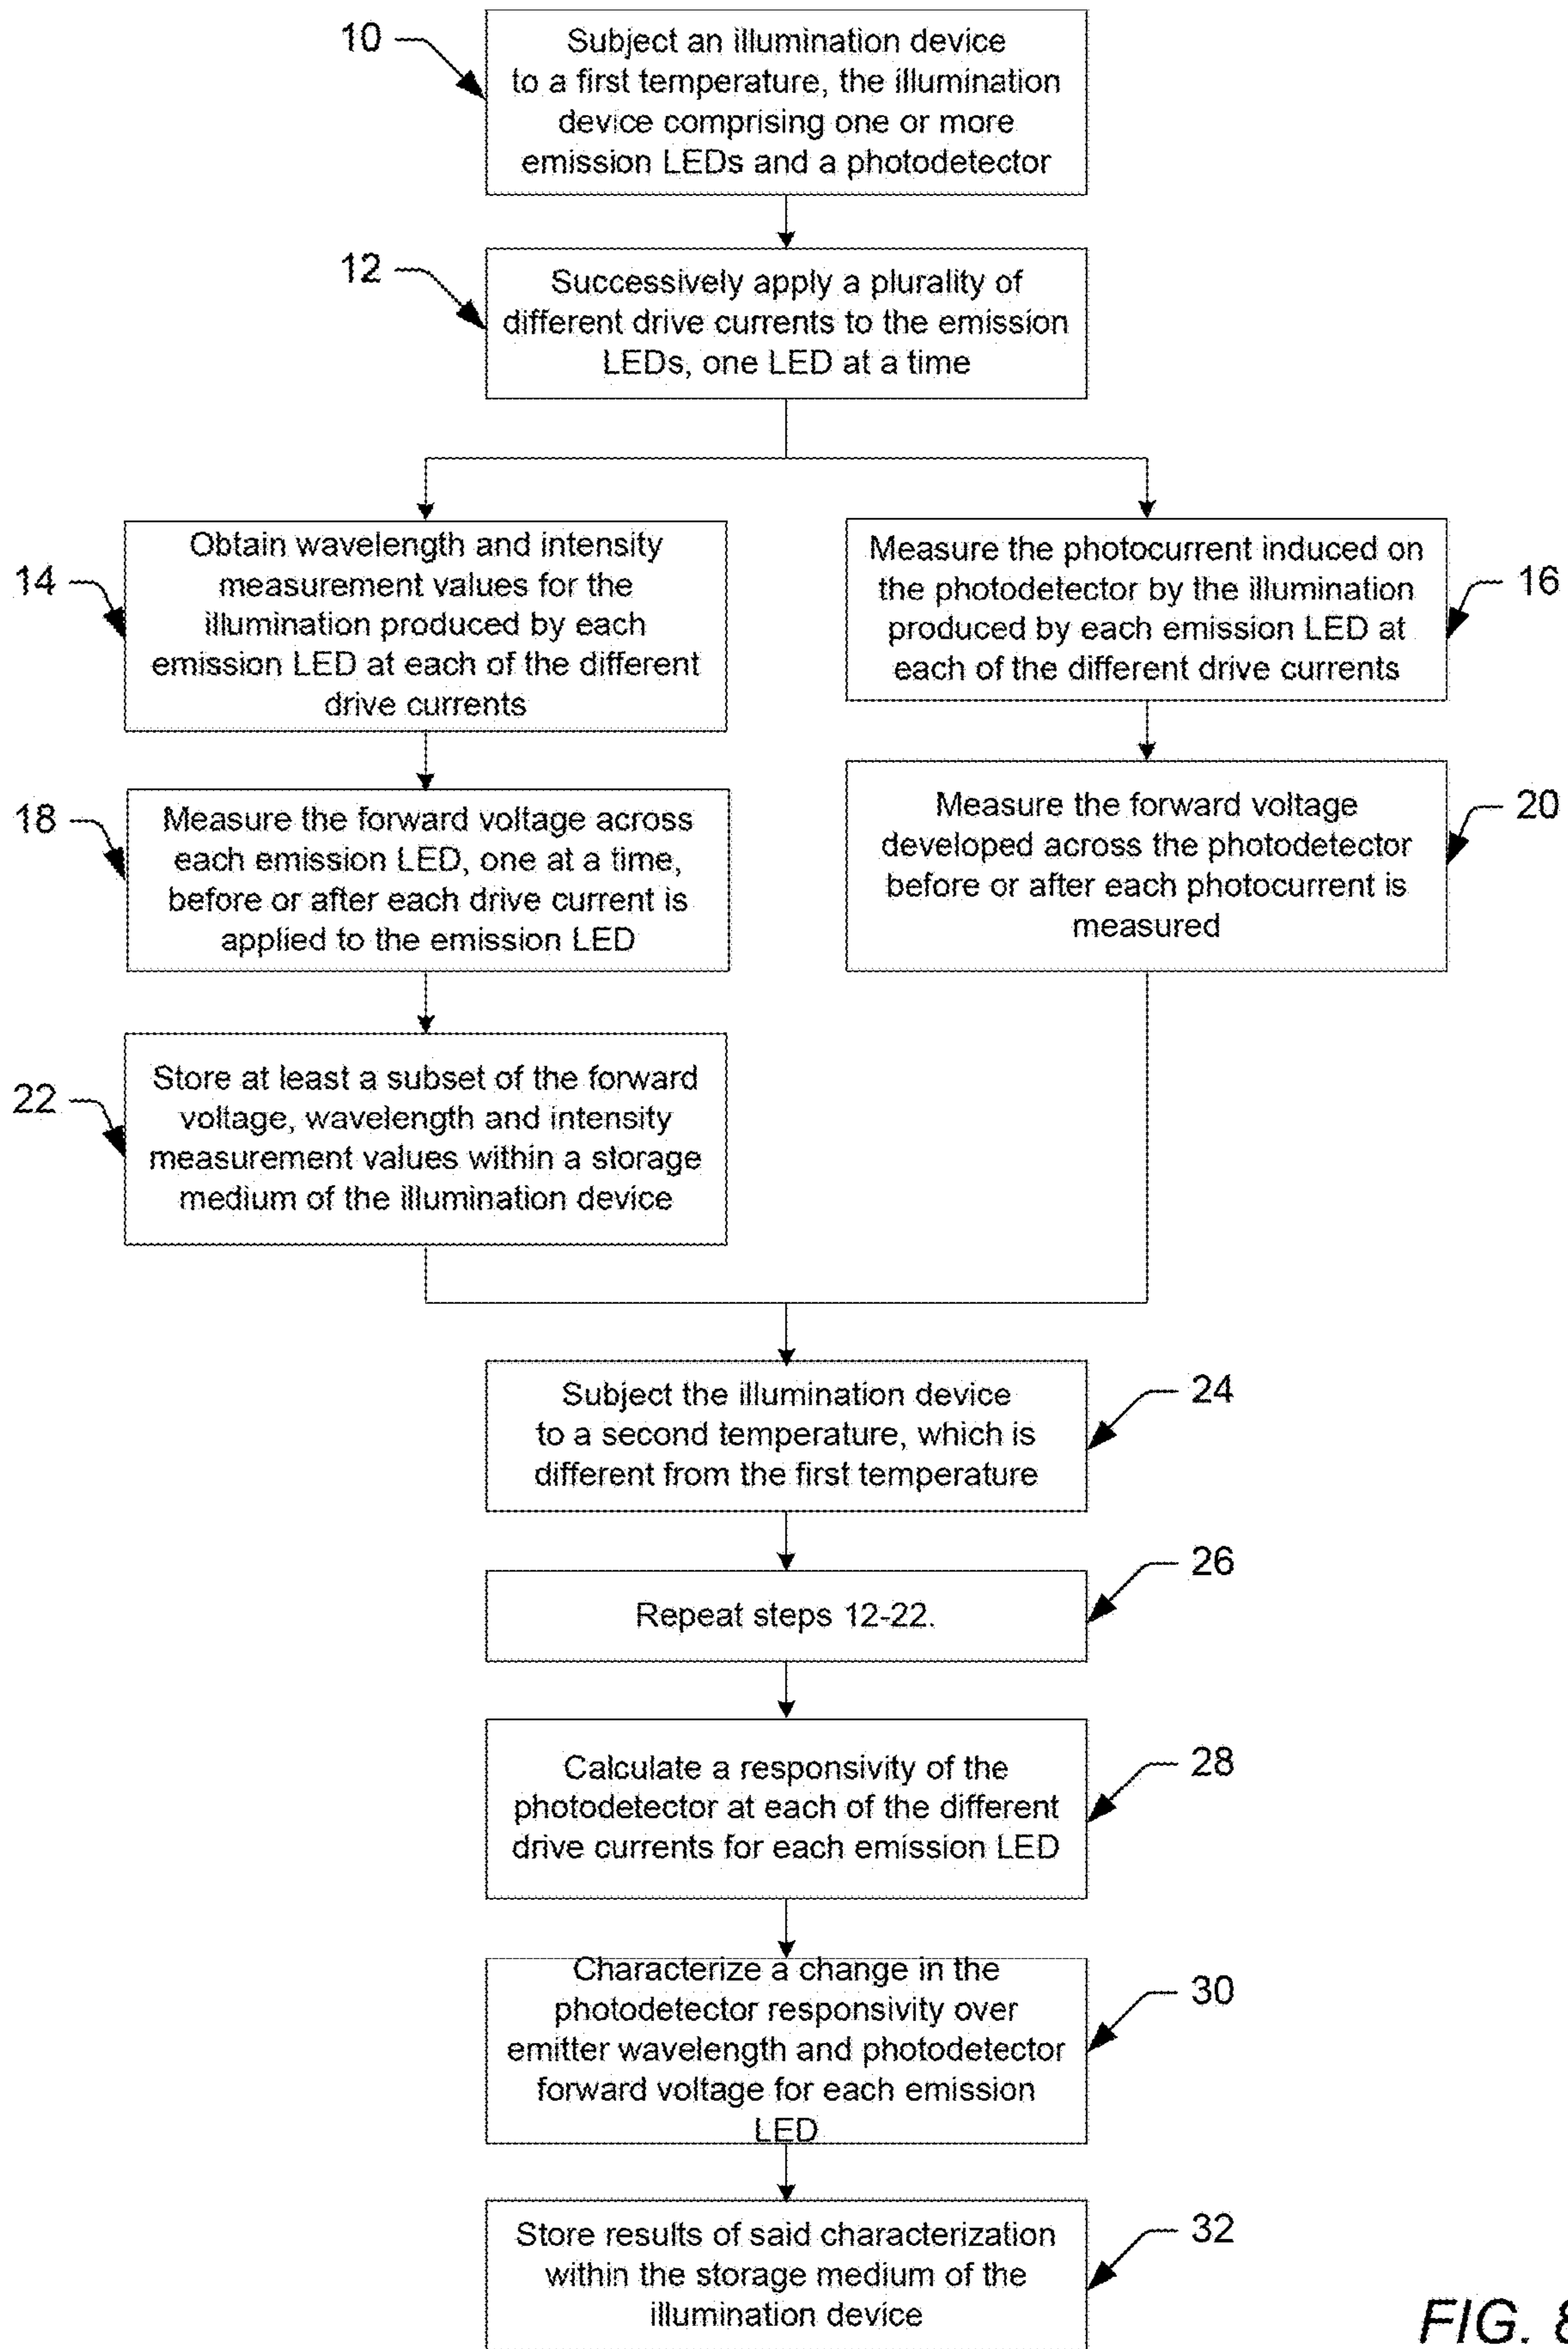 10
Subject an illumination device
to a first temperature, the illumination
device comprising one or more
emission LEDs and a photodetector
12
Successively apply a plurality of
different drive currents to the emission
LEDs, one LED at a time
14
Obtain wavelength and intensity
measurement values for the
illumination produced by each
emission LED at each of the different
drive currents
Measure the photocurrent induced on
the photodetector by the illumination
produced by each emission LED at
each of the different drive currents
16
18
Measure the forward voltage across
each emission LED, one at a time,
before or after each drive current is
applied to the emission LED
Measure the forward voltage
developed across the photodetector
before or after each photocurrent is
measured
20
22
Store at least a subset of the forward
voltage, wavelength and intensity
measurement values within a storage
medium of the illumination device
Subject the illumination device
to a second temperature, which is
different from the first temperature
24
Repeat steps 12-22.
26
Calculate a responsivity of the
photodetector at each of the different
drive currents for each emission LED
28
Characterize a change in the
photodetector responsivity over
emitter wavelength and photodetector
forward voltage for each emission
LED
30
Store results of said characterization
within the storage medium of the
illumination device
32
FIG. 8